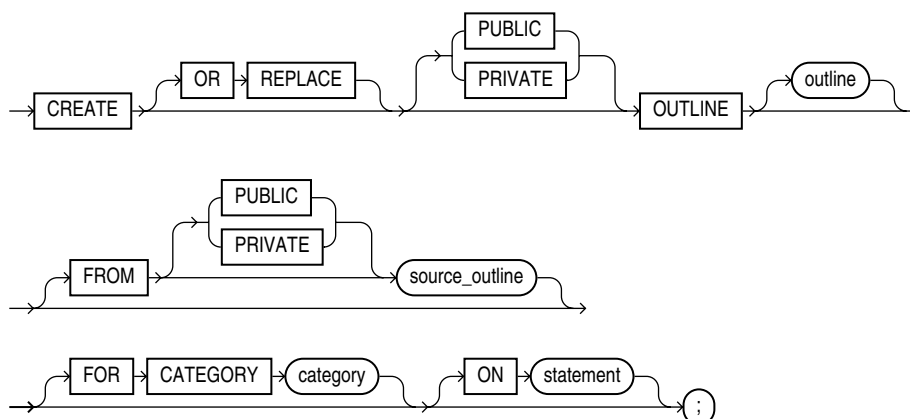 CREATE OR REPLACE PUBLIC PRIVATE OUTLINE outline
FROM PUBLIC PRIVATE source_outline
FOR CATEGORY category ON statement ;